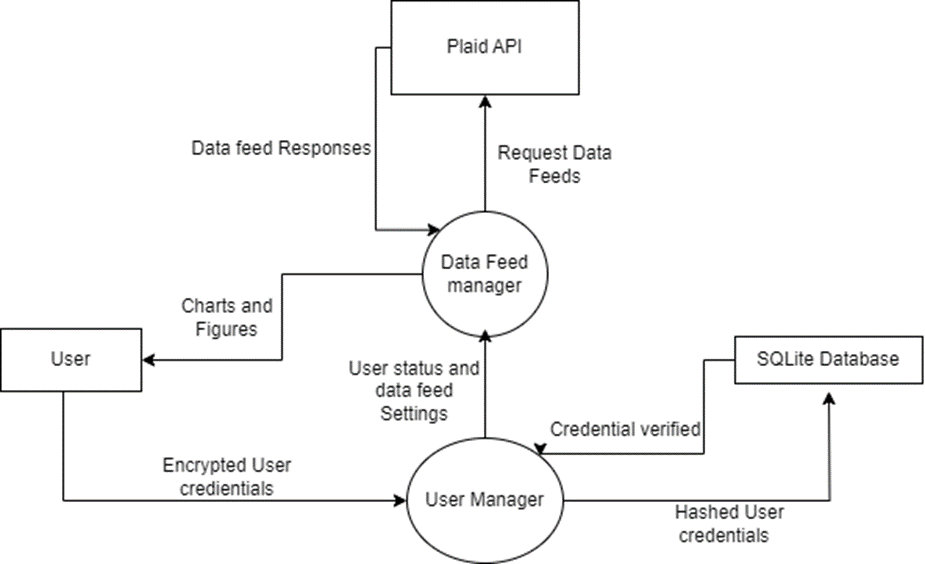 Plaid API
Data feed Responses
Request Data
Feeds
Data Feed
manager
Charts and
Figures
User
User status and
data feed
Settings
SQLite Database
Credential verified
Encrypted User
credientials
User Manager
Hashed User
credentials